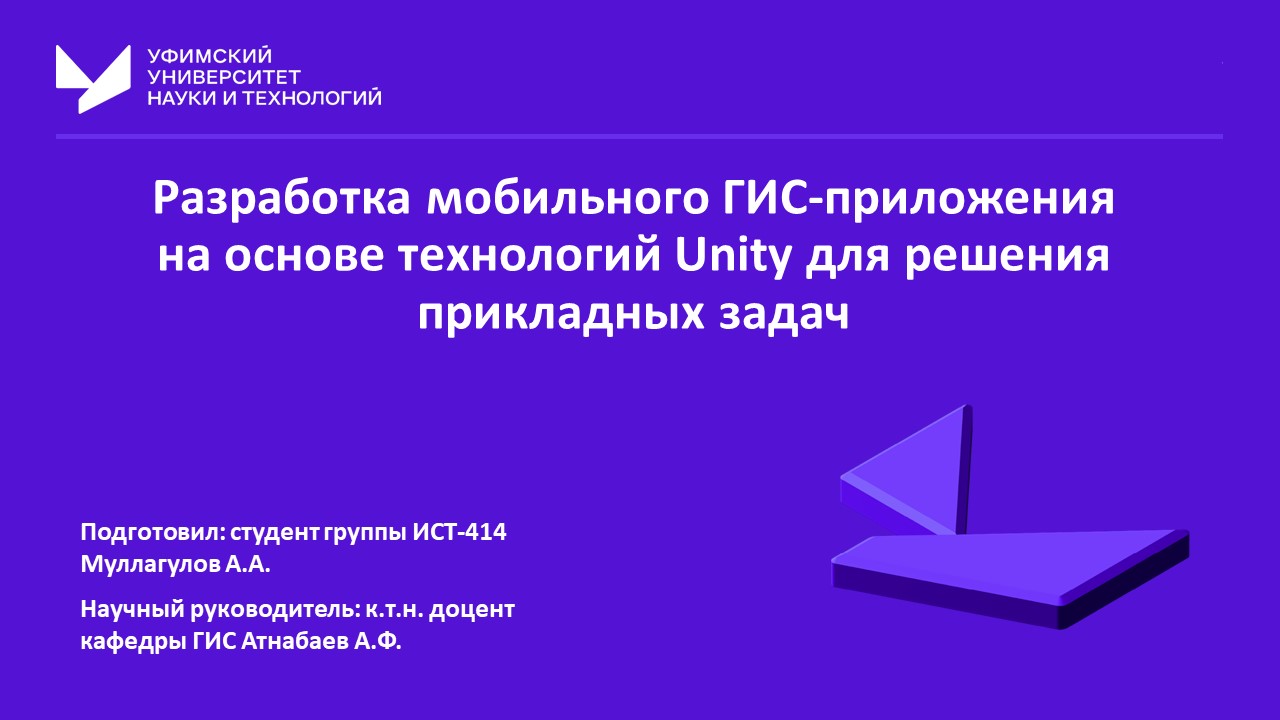 УФИМСКИЙ
УНИВЕРСИТЕТ
НАУКИ И ТЕХНОЛОГИЙ
Разработка мобильного ГИС-приложения
на основе технологий Unity для решения
прикладных задач
Подготовил: студент группы ИСТ-414
Муллагулов А.А.
Научный руководитель: к.т.н. доцент
кафедры ГИС Атнабаев А.Ф.